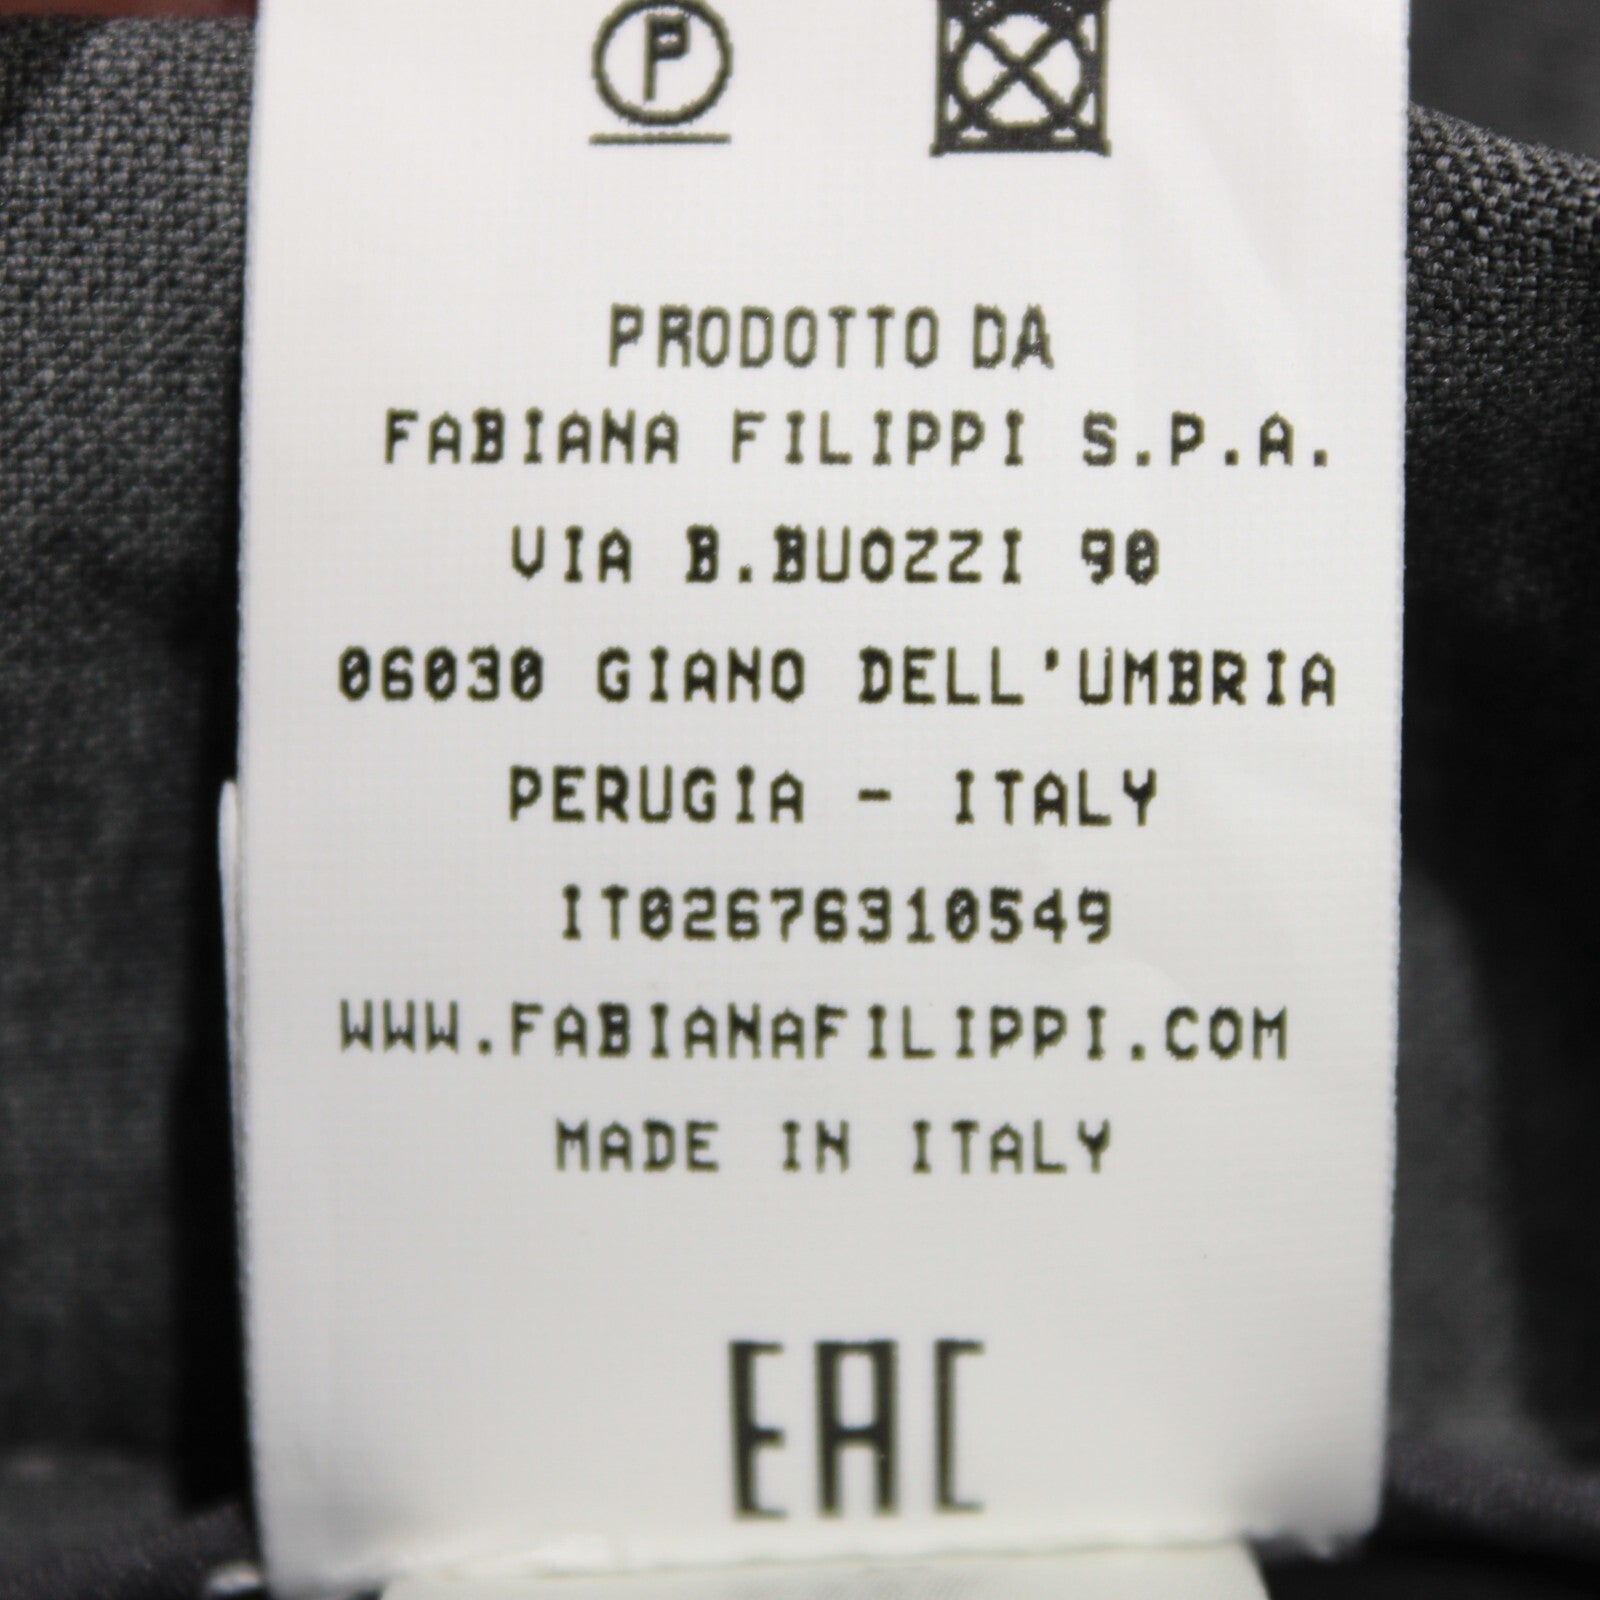 P
PRODOTTO DA
FABIANA FILIPPI S.P.A.
VIA B.BUOZZI 90
06030 GIANO DELL'UMBRIA
PERUGIA - ITALY
IT02676310549
WWW.FABIANAFILIPPI.COM
MADE IN ITALY
EAC